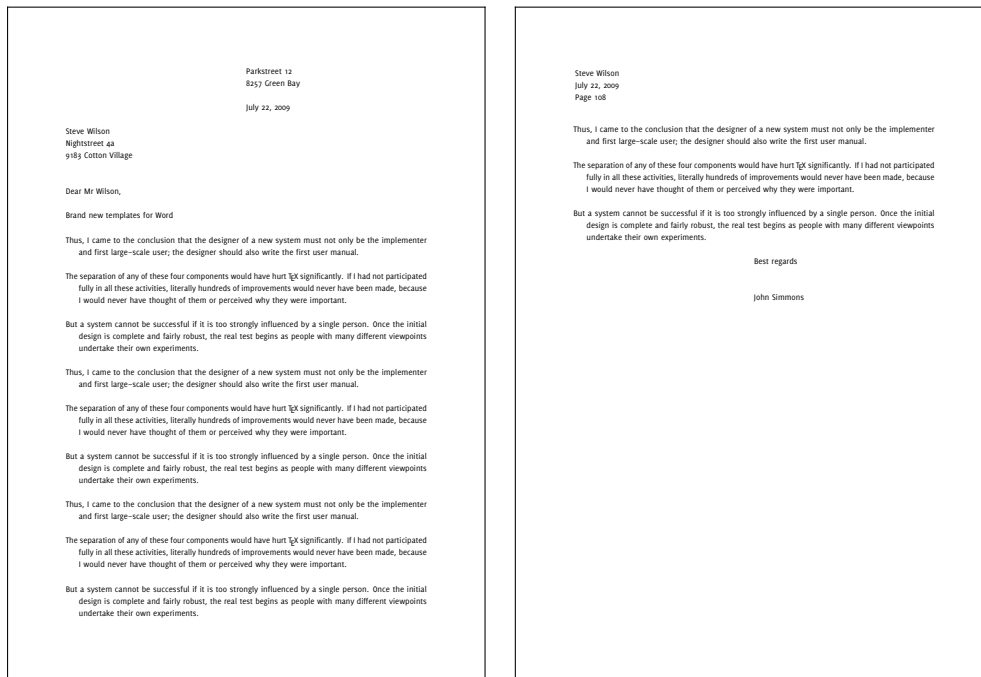 Parkstreet 12
8257 Green Bay
July 22, 2009
Steve Wilson
Nightstreet 4a
9183 Cotton Village
Dear Mr Wilson,
Brand new templates for Word
Thus, I came to the conclusion that the designer of a new system must not only be the implementer
and first large-scale user; the designer should also write the first user manual.
The separation of any of these four components would have hurt TEX significantly. If I had not participated
fully in all these activities, literally hundreds of improvements would never have been made, because
I would never have thought of them or perceived why they were important.
But a system cannot be successful if it is too strongly influenced by a single person. Once the initial
design is complete and fairly robust, the real test begins as people with many different viewpoints
undertake their own experiments.
Thus, I came to the conclusion that the designer of a new system must not only be the implementer
and first large-scale user; the designer should also write the first user manual.
The separation of any of these four components would have hurt TEX significantly. If I had not participated
fully in all these activities, literally hundreds of improvements would never have been made, because
I would never have thought of them or perceived why they were important.
But a system cannot be successful if it is too strongly influenced by a single person. Once the initial
design is complete and fairly robust, the real test begins as people with many different viewpoints
undertake their own experiments.
Thus, I came to the conclusion that the designer of a new system must not only be the implementer
and first large-scale user; the designer should also write the first user manual.
The separation of any of these four components would have hurt TEX significantly. If I had not participated
fully in all these activities, literally hundreds of improvements would never have been made, because
I would never have thought of them or perceived why they were important.
But a system cannot be successful if it is too strongly influenced by a single person. Once the initial
design is complete and fairly robust, the real test begins as people with many different viewpoints
undertake their own experiments.
Steve Wilson
July 22, 2009
Page 108
Thus, I came to the conclusion that the designer of a new system must not only be the implementer
and first large-scale user; the designer should also write the first user manual.
The separation of any of these four components would have hurt TEX significantly. If I had not participated
fully in all these activities, literally hundreds of improvements would never have been made, because
I would never have thought of them or perceived why they were important.
But a system cannot be successful if it is too strongly influenced by a single person. Once the initial
design is complete and fairly robust, the real test begins as people with many different viewpoints
undertake their own experiments.
Best regards
John Simmons